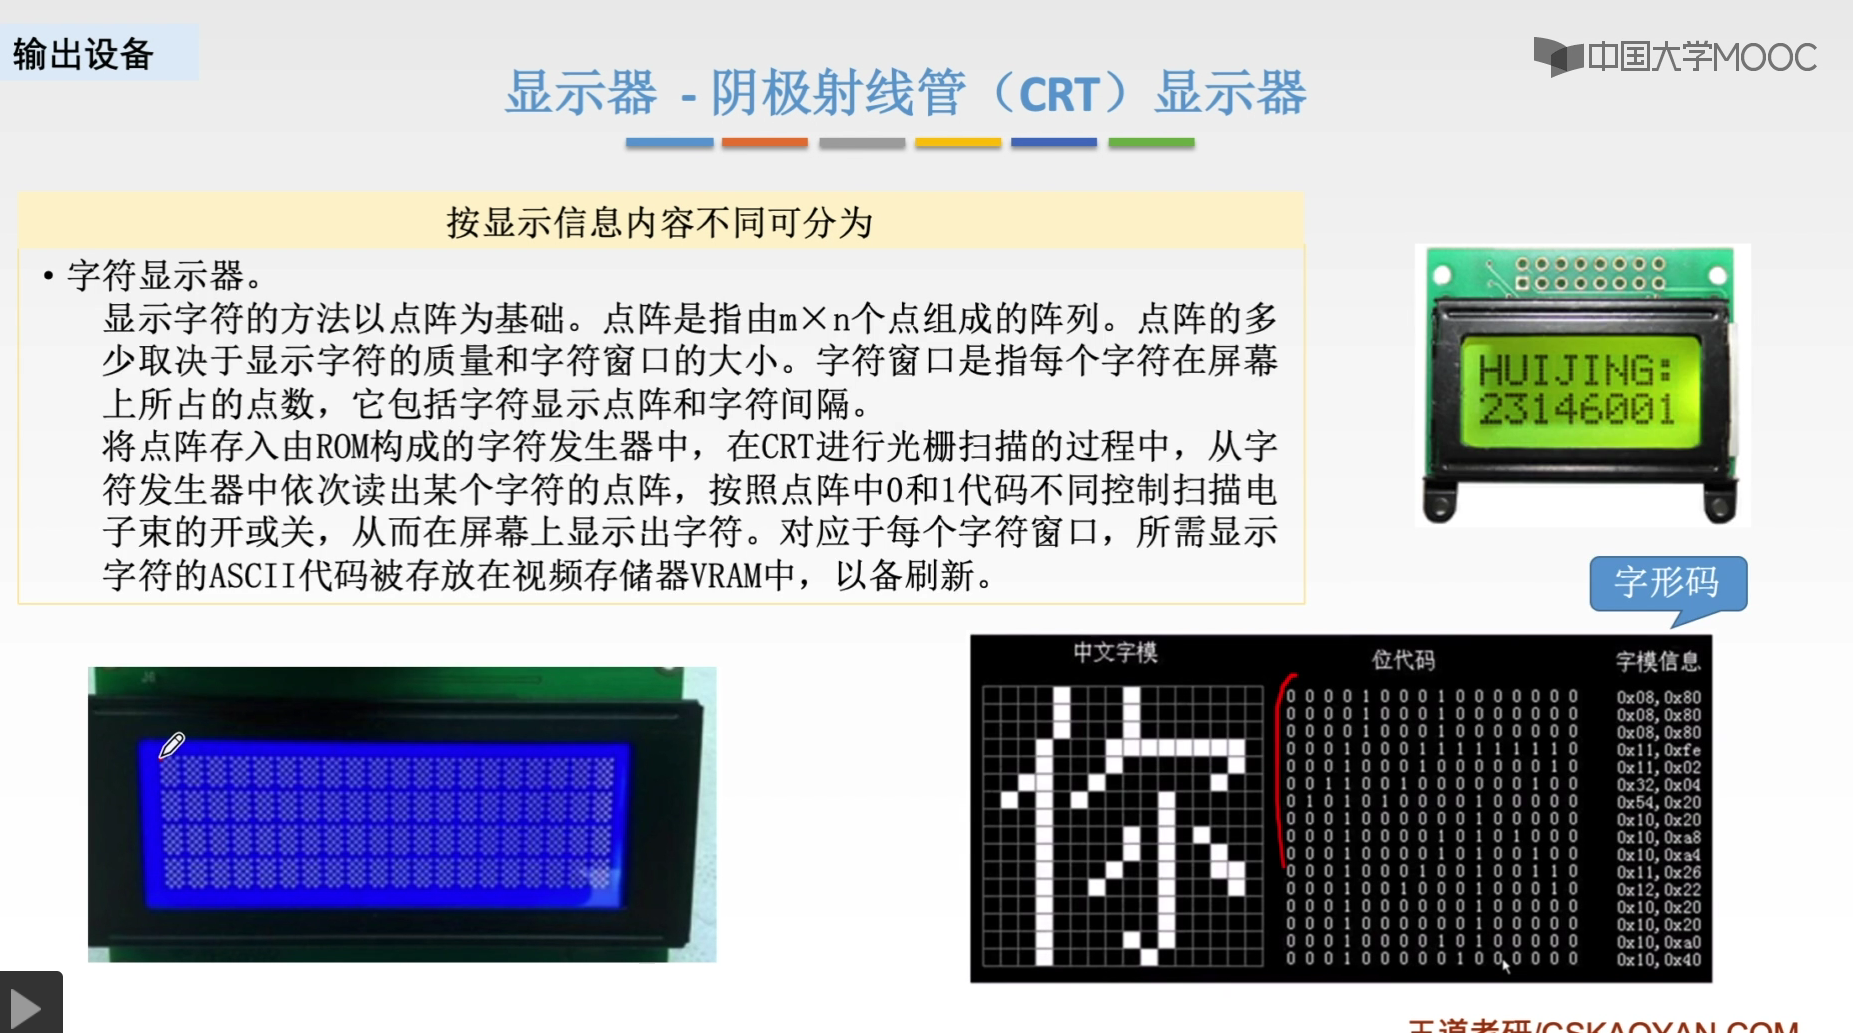 输出设备
中国大学MOOC
显示器 - 阴极射线管（CRT）显示器
按显示信息内容不同可分为
• 字符显示器。
显示字符的方法以点阵为基础。点阵是指由m×n个点组成的阵列。点阵的多
少取决于显示字符的质量和字符窗口的大小。字符窗口是指每个字符在屏幕
上所占的点数，它包括字符显示点阵和字符间隔。
将点阵存入由ROM构成的字符发生器中，在CRT进行光栅扫描的过程中，从字
符发生器中依次读出某个字符的点阵，按照点阵中0和1代码不同控制扫描电
子束的开或关，从而在屏幕上显示出字符。对应于每个字符窗口，所需显示
字符的ASCII代码被存放在视频存储器VRAM中，以备刷新。
HUIJING:
23146001
字形码
J6
中文字模 位代码 字模信息
你
0 0 0 0 1 0 0 0 1 0 0 0 0 0 0 0 0x08,0x80
0 0 0 0 1 0 0 0 1 0 0 0 0 0 0 0 0x08,0x80
0 0 0 0 1 0 0 0 1 0 0 0 0 0 0 0 0x08,0x80
0 0 0 1 0 0 0 1 1 1 1 1 1 1 1 0 0x11,0xfe
0 0 0 1 0 0 0 1 0 0 0 0 0 0 1 0 0x11,0x02
0 0 1 1 0 0 1 0 0 0 0 0 0 1 0 0 0x32,0x04
0 1 0 1 0 1 0 0 0 0 1 0 0 0 0 0 0x54,0x20
0 0 0 1 0 0 0 0 0 0 1 0 0 0 0 0 0x10,0x20
0 0 0 1 0 0 0 0 1 0 1 0 1 0 0 0 0x10,0xa8
0 0 0 1 0 0 0 0 1 0 1 0 0 1 0 0 0x10,0xa4
0 0 0 1 0 0 0 1 0 0 1 0 0 1 1 0 0x11,0x26
0 0 0 1 0 0 1 0 0 0 1 0 0 0 1 0 0x12,0x22
0 0 0 1 0 0 0 0 0 0 1 0 0 0 0 0 0x10,0x20
0 0 0 1 0 0 0 0 0 0 1 0 0 0 0 0 0x10,0x20
0 0 0 1 0 0 0 0 1 0 1 0 0 0 0 0 0x10,0xa0
0 0 0 1 0 0 0 0 0 1 0 0 0 0 0 0 0x10,0x40
王道考研/CSKAOYAN.COM